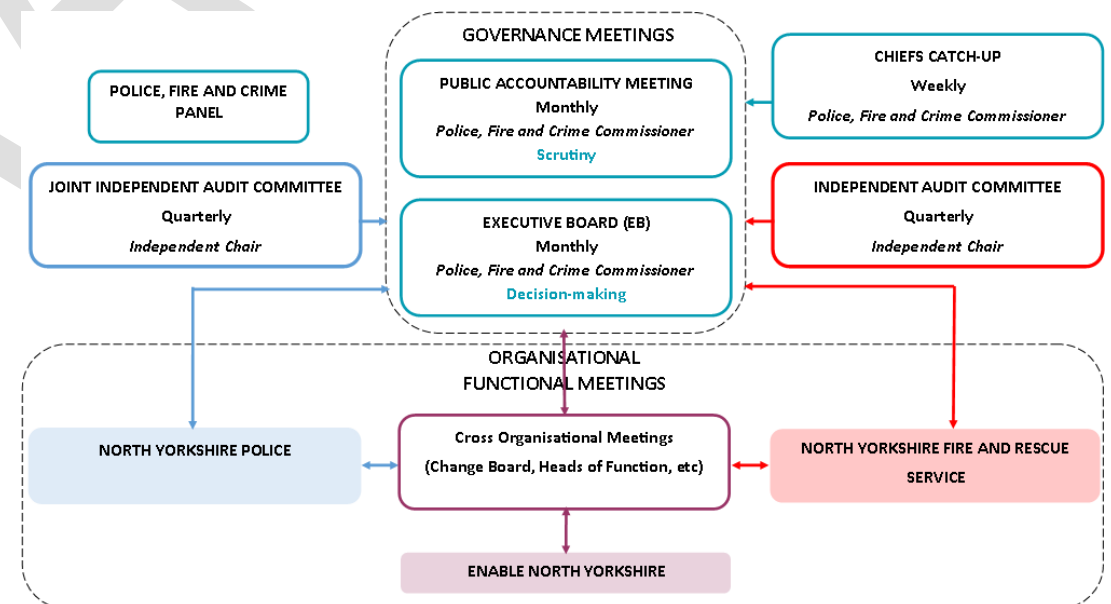 GOVERNANCE MEETINGS
PUBLIC ACCOUNTABILITY MEETING
Monthly
Police, Fire and Crime Commissioner
Scrutiny
EXECUTIVE BOARD (EB)
Monthly
Police, Fire and Crime Commissioner
Decision-making
POLICE, FIRE AND CRIME
PANEL
JOINT INDEPENDENT AUDIT COMMITTEE
Quarterly
Independent Chair
CHIEFS CATCH-UP
Weekly
Police, Fire and Crime Commissioner
INDEPENDENT AUDIT COMMITTEE
Quarterly
Independent Chair
ORGANISATIONAL
FUNCTIONAL MEETINGS
NORTH YORKSHIRE POLICE
Cross Organisational Meetings
(Change Board, Heads of Function, etc)
NORTH YORKSHIRE FIRE AND RESCUE
SERVICE
ENABLE NORTH YORKSHIRE